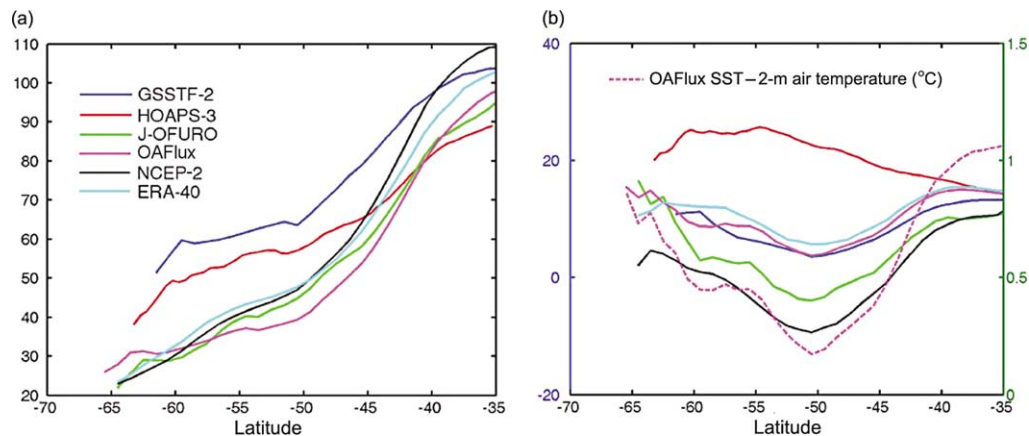 (a)
110
100
90
80
70
60
50
40
30
20
GSSTF-2
HOAPS-3
J-OFURO
OAFlux
NCEP-2
ERA-40
-70 -65 -60 -55 -50 -45 -40 -35
Latitude
(b)
40
20
0
-20
OAFlux SST – 2-m air temperature (°C)
1.5
1
0.5
0
-70 -65 -60 -55 -50 -45 -40 -35
Latitude